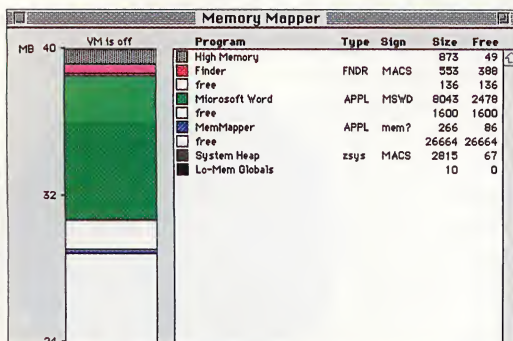 Memory Mapper
VM is off
MB 40
32
24
Program Type Sign Size Free
High Memory 873 49
Finder FNDR MACS 553 388
free 136 136
Microsoft Word APPL MSWD 8043 2478
free 1600 1600
MemMapper APPL mem? 266 86
free 26664 26664
System Heap zsys MACS 2815 67
Lo-Mem Globals 10 0